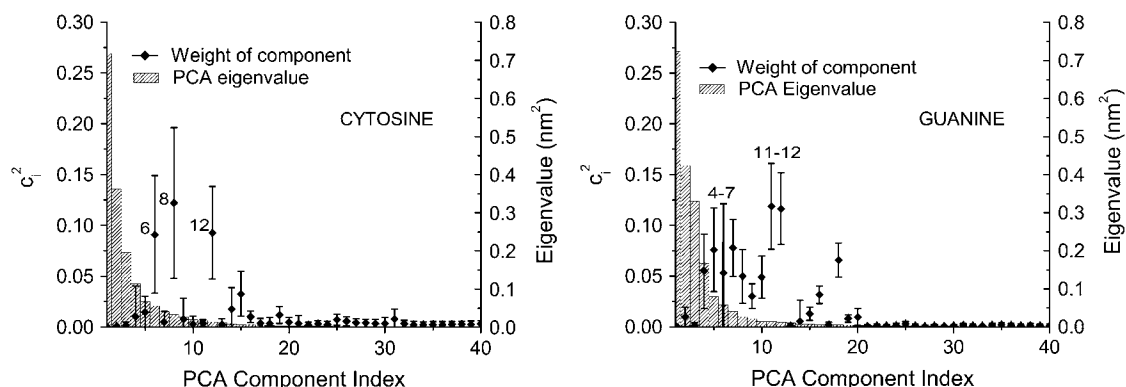 0.30
0.25
0.20
0.15
0.10
0.05
0.00
c_i^2
0.8
0.7
0.6
0.5
0.4
0.3
0.2
0.1
0.0
Eigenvalue (nm²)
Weight of component
PCA eigenvalue
CYTOSINE
6
8
12
0 10 20 30 40
PCA Component Index
0.30
0.25
0.20
0.15
0.10
0.05
0.00
c_i^2
0.8
0.7
0.6
0.5
0.4
0.3
0.2
0.1
0.0
Eigenvalue (nm²)
Weight of component
PCA Eigenvalue
GUANINE
11-12
4-7
0 10 20 30 40
PCA Component Index